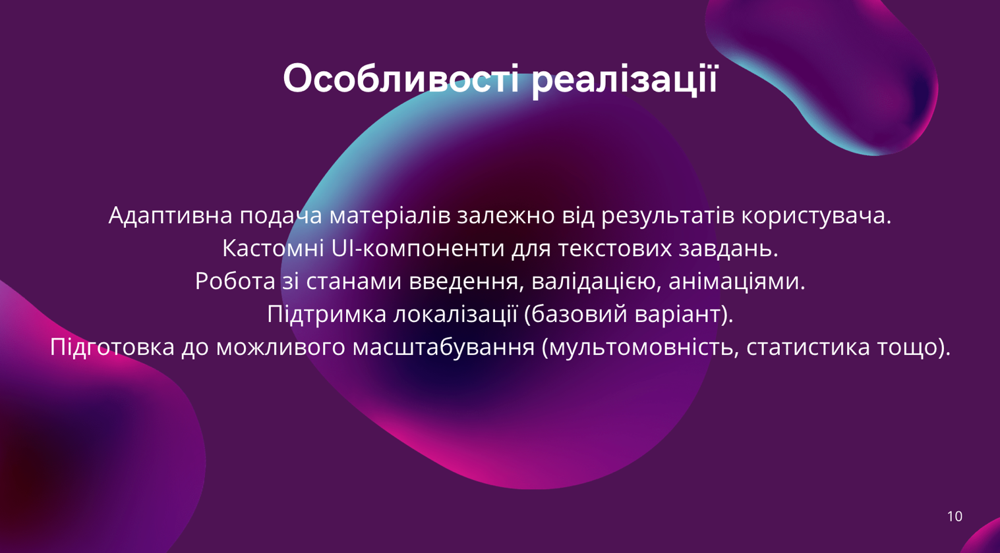 Особливості реалізації
Адаптивна подача матеріалів залежно від результатів користувача.
Кастомні UI-компоненти для текстових завдань.
Робота зі станами введення, валідацією, анімаціями.
Підтримка локалізації (базовий варіант).
Підготовка до можливого масштабування (мультомовність, статистика тощо).
10